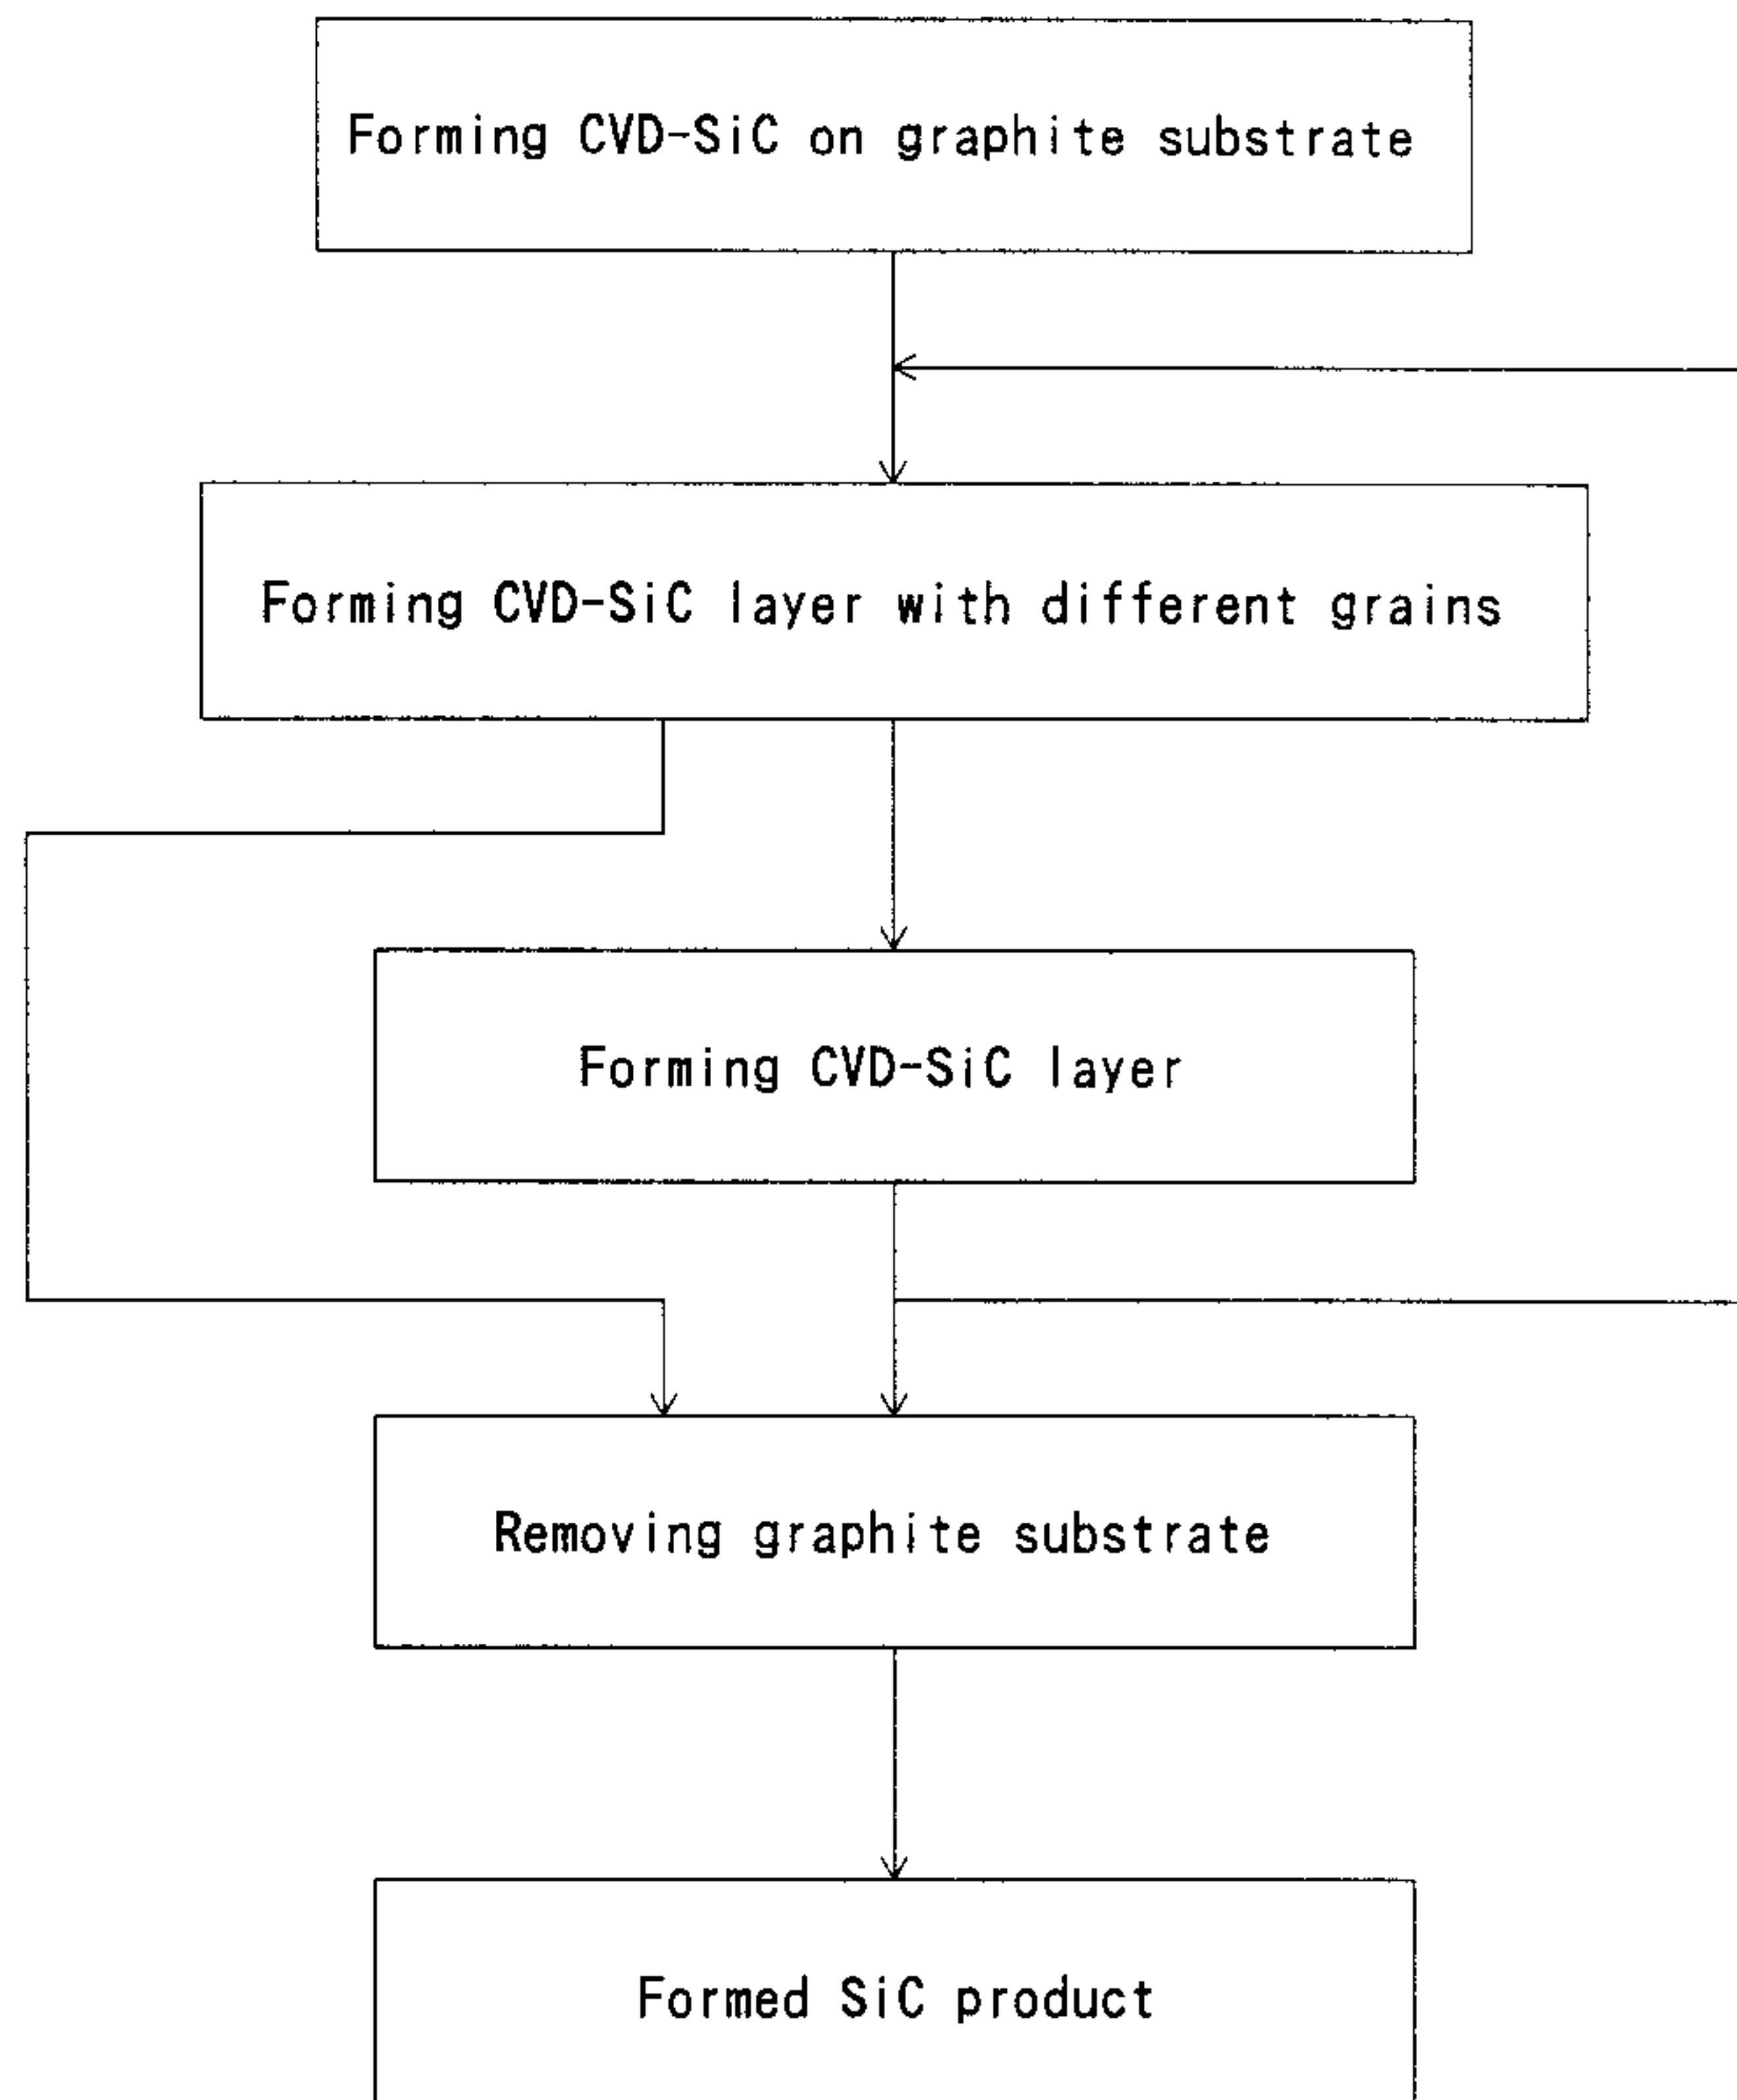 Forming CVD-SiC on graphite substrate
Forming CVD-SiC layer with different grains
Forming CVD-SiC layer
Removing graphite substrate
Formed SiC product